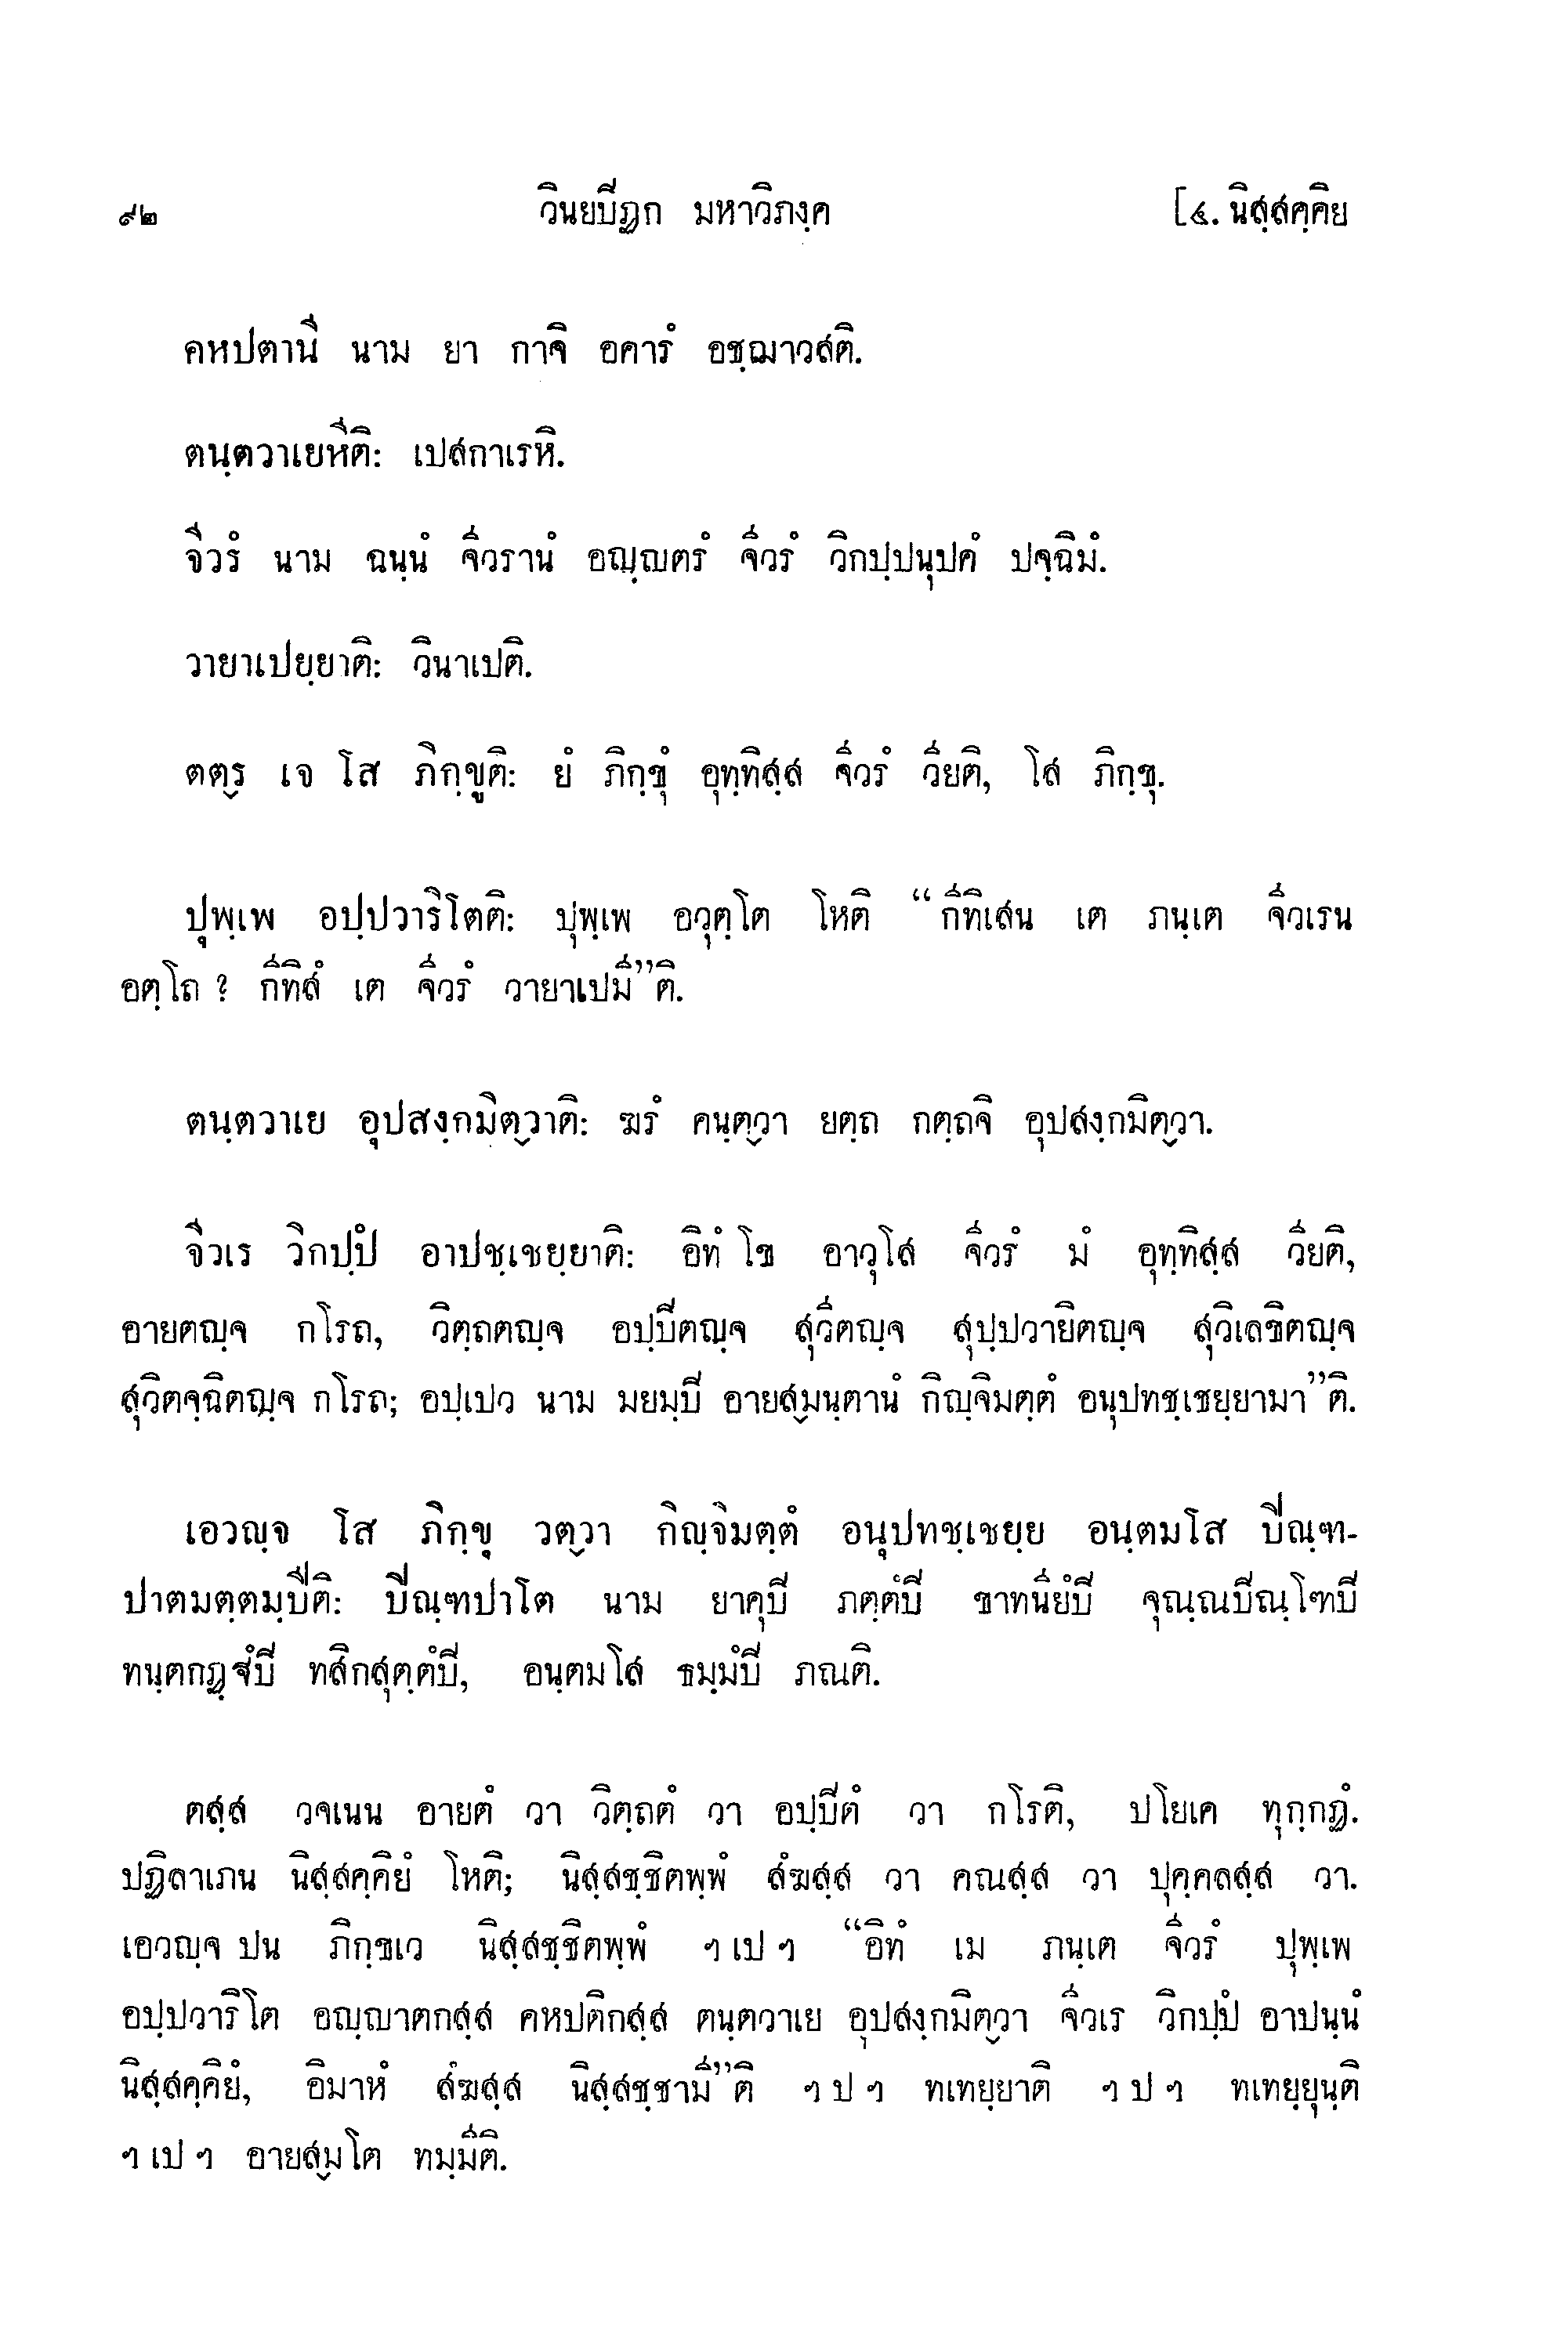 ๙๒ วินยปิฏก มหาวิภงฺค [๔. นิสฺสคฺคิย
คหปตานี นาม ยา กาจิ อคารํ อชฺฌาวสติ.
ตนฺตวาเยหีติ: เปสกาเรหิ.
จีวรํ นาม ฉนฺนํ จีวรานํ อญฺญตรํ จีวรํ วิกปฺปนุปคํ ปจฺฉิมํ.
วายาเปยฺยาติ: วินาเปติ.
ตตฺร เจ โส ภิกฺขูติ: ยํ ภิกฺขุํ อุทฺทิสฺส จีวรํ วียติ, โส ภิกฺขุ.
ปุพฺเพ อปฺปวาริโตติ: ปุพฺเพ อวุตฺโต โหติ “กีทิเสน เต ภนฺเต จีวเรน
อตฺโถ ? กีทิสํ เต จีวรํ วายาเปมี”ติ.
ตนฺตวาเย อุปสงฺกมิตฺวาติ: ฆรํ คนฺตฺวา ยตฺถ กตฺถจิ อุปสงฺกมิตฺวา.
จีวเร วิกปฺปํ อาปชฺเชยฺยาติ: อิทํ โข อาวุโส จีวรํ มํ อุทฺทิสฺส วียติ,
อายตญฺจ กโรถ, วิตฺถตญฺจ อปฺปิตญฺจ สุวีตญฺจ สุปฺปวายิตญฺจ สุวิเลขิตญฺจ
สุวิตจฺฉิตญฺจ กโรถ; อปฺเปว นาม มยมฺปิ อายสฺมนฺตานํ กิญฺจิมตฺตํ อนุปทชฺเชยฺยามา”ติ.
เอวญฺจ โส ภิกฺขุ วตฺวา กิญฺจิมตฺตํ อนุปทชฺเชยฺย อนฺตมโส ปิณฺฑ-
ปาตมตฺตมฺปีติ: ปิณฺฑปาโต นาม ยาคุปิ ภตฺตํปิ ขาทนียํปิ จุณฺณปิณฺโฑปิ
ทนฺตกฏฺฐํปิ ทสิกสุตฺตํปิ, อนฺตมโส ธมฺมํปิ ภณติ.
ตสฺส วจเนน อายตํ วา วิตฺถตํ วา อปฺปิตํ วา กโรติ, ปโยเค ทุกฺกฏํ.
ปฏิลาเภน นิสฺสคฺคิยํ โหติ; นิสฺสชฺชิตพฺพํ สํฆสฺส วา คณสฺส วา ปุคฺคลสฺส วา.
เอวญฺจ ปน ภิกฺขเว นิสฺสชฺชิตพฺพํ ฯ เป ฯ “อิทํ เม ภนฺเต จีวรํ ปุพฺเพ
อปฺปวาริโต อญฺญาตกสฺส คหปติกสฺส ตนฺตวาเย อุปสงฺกมิตฺวา จีวเร วิกปฺปํ อาปนฺนํ
นิสฺสคฺคิยํ, อิมาหํ สํฆสฺส นิสฺสชฺชามี”ติ ฯ ป ฯ ทเทยฺยาติ ฯ ป ฯ ทเทยฺยุนฺติ
ฯ เป ฯ อายสฺมโต ทมฺมีติ.